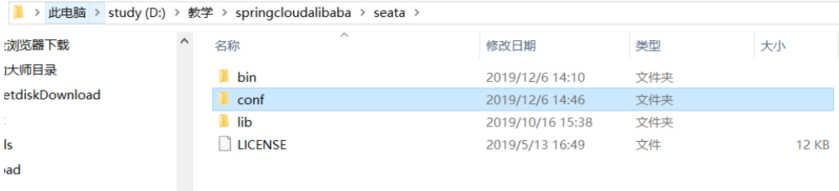 此电脑 > study (D:) > 教学 > springcloudalibaba > seata >
浏览器下载
大师目录
etdiskDownload
ls
oad
名称 修改日期 类型 大小
bin 2019/12/6 14:10 文件夹
conf 2019/12/6 14:46 文件夹
lib 2019/10/16 15:38 文件夹
LICENSE 2019/5/13 16:49 文件 12 KB